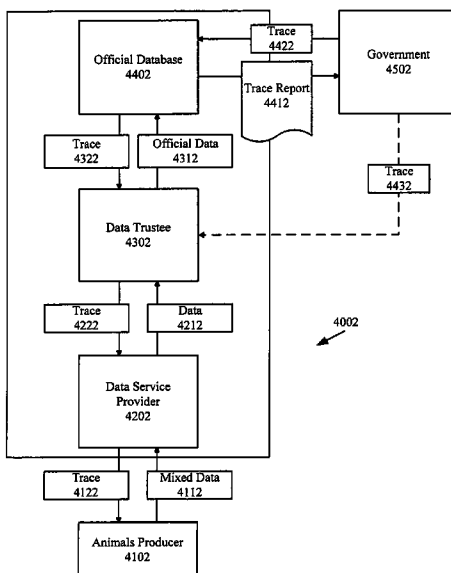 Trace
4422
Official Database
4402
Government
4502
Trace Report
4412
Trace
4322
Official Data
4312
Trace
4432
Data Trustee
4302
Trace
4222
Data
4212
4002
Data Service
Provider
4202
Trace
4122
Mixed Data
4112
Animals Producer
4102